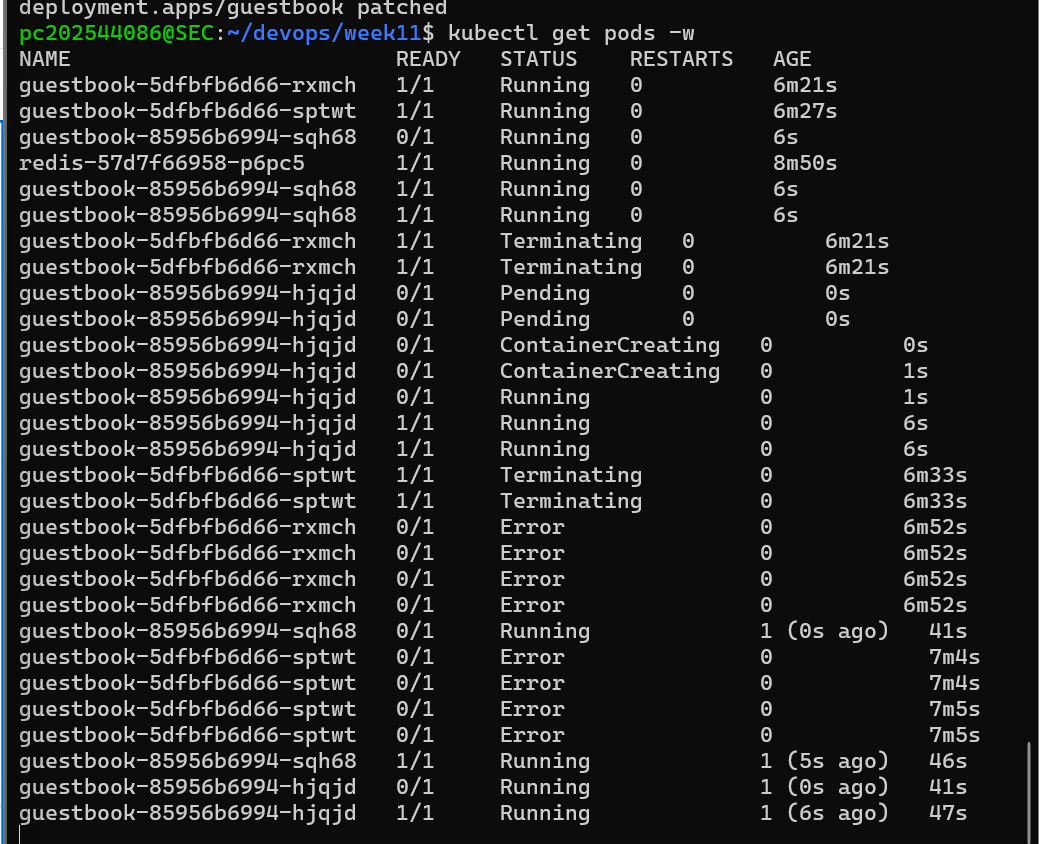 deployment.apps/guestbook patched
pc202544086@SEC:~/devops/week11$ kubectl get pods -w
NAME                         READY   STATUS    RESTARTS   AGE
guestbook-5dfbfb6d66-rxmch   1/1     Running   0          6m21s
guestbook-5dfbfb6d66-sptwt   1/1     Running   0          6m27s
guestbook-85956b6994-sqh68   0/1     Running   0          6s
redis-57d7f66958-p6pc5       1/1     Running   0          8m50s
guestbook-85956b6994-sqh68   1/1     Running   0          6s
guestbook-85956b6994-sqh68   1/1     Running   0          6s
guestbook-5dfbfb6d66-rxmch   1/1     Terminating   0          6m21s
guestbook-5dfbfb6d66-rxmch   1/1     Terminating   0          6m21s
guestbook-85956b6994-hjqjd   0/1     Pending       0          0s
guestbook-85956b6994-hjqjd   0/1     Pending       0          0s
guestbook-85956b6994-hjqjd   0/1     ContainerCreating   0          0s
guestbook-85956b6994-hjqjd   0/1     ContainerCreating   0          1s
guestbook-85956b6994-hjqjd   0/1     Running             0          1s
guestbook-85956b6994-hjqjd   1/1     Running             0          6s
guestbook-85956b6994-hjqjd   1/1     Running             0          6s
guestbook-5dfbfb6d66-sptwt   1/1     Terminating         0          6m33s
guestbook-5dfbfb6d66-sptwt   1/1     Terminating         0          6m33s
guestbook-5dfbfb6d66-rxmch   0/1     Error               0          6m52s
guestbook-5dfbfb6d66-rxmch   0/1     Error               0          6m52s
guestbook-5dfbfb6d66-rxmch   0/1     Error               0          6m52s
guestbook-5dfbfb6d66-rxmch   0/1     Error               0          6m52s
guestbook-85956b6994-sqh68   0/1     Running             1 (0s ago)   41s
guestbook-5dfbfb6d66-sptwt   0/1     Error               0            7m4s
guestbook-5dfbfb6d66-sptwt   0/1     Error               0            7m4s
guestbook-5dfbfb6d66-sptwt   0/1     Error               0            7m5s
guestbook-5dfbfb6d66-sptwt   0/1     Error               0            7m5s
guestbook-85956b6994-sqh68   1/1     Running             1 (5s ago)   46s
guestbook-85956b6994-hjqjd   0/1     Running             1 (0s ago)   41s
guestbook-85956b6994-hjqjd   1/1     Running             1 (6s ago)   47s